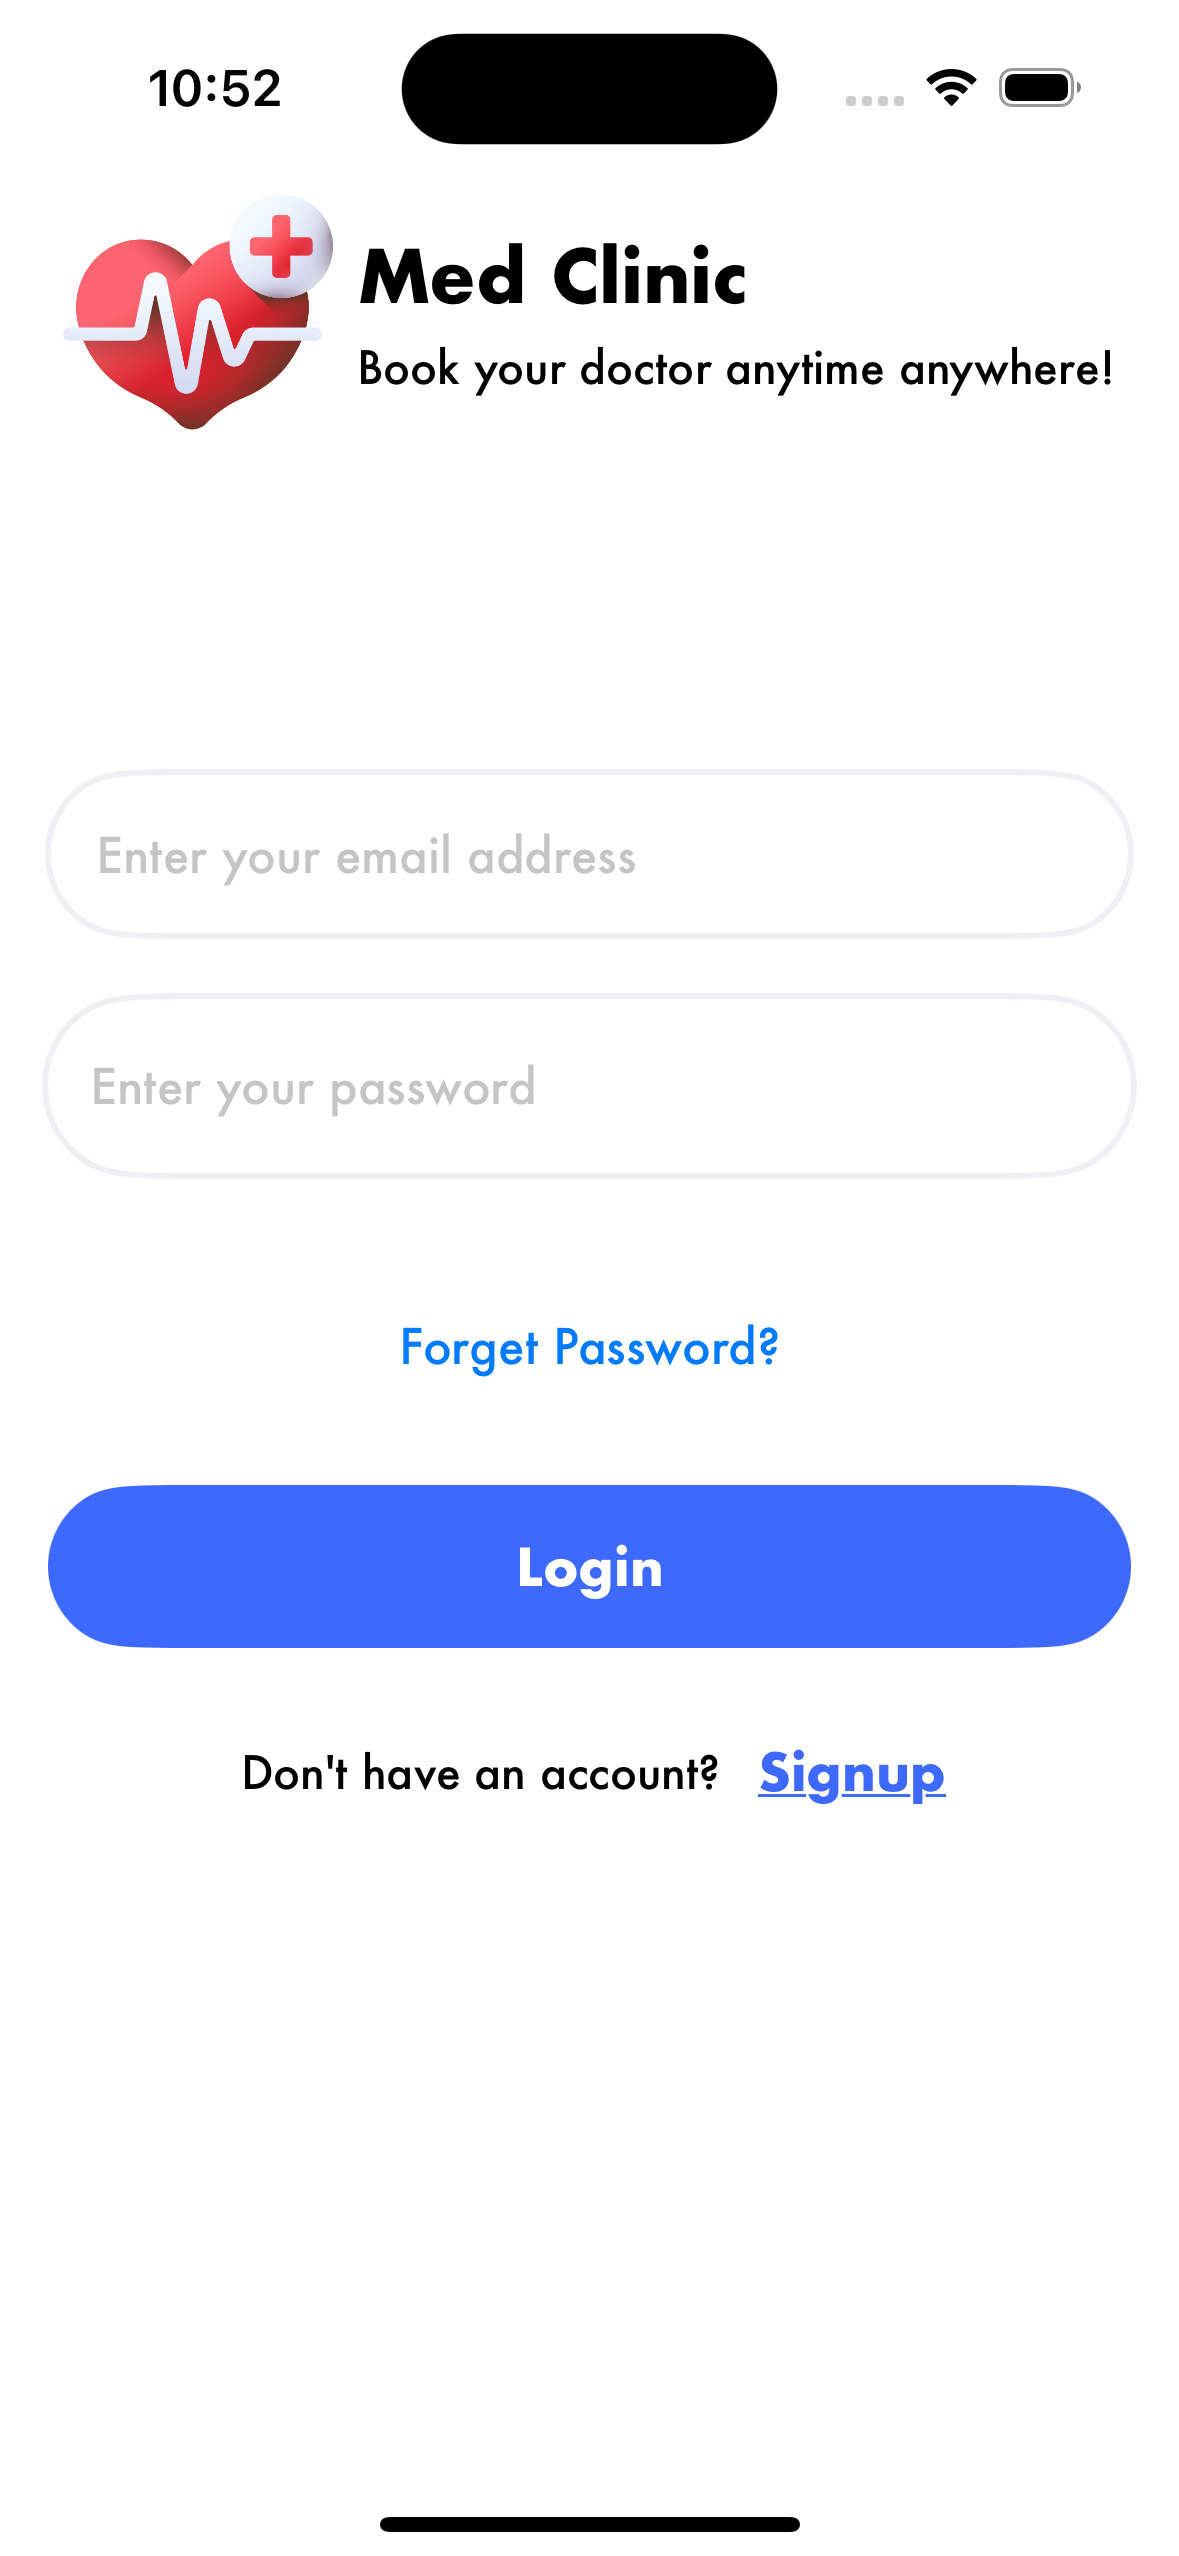 10:52
Med Clinic
Book your doctor anytime anywhere!
Enter your email address
Enter your password
Forget Password?
Login
Don't have an account? Signup